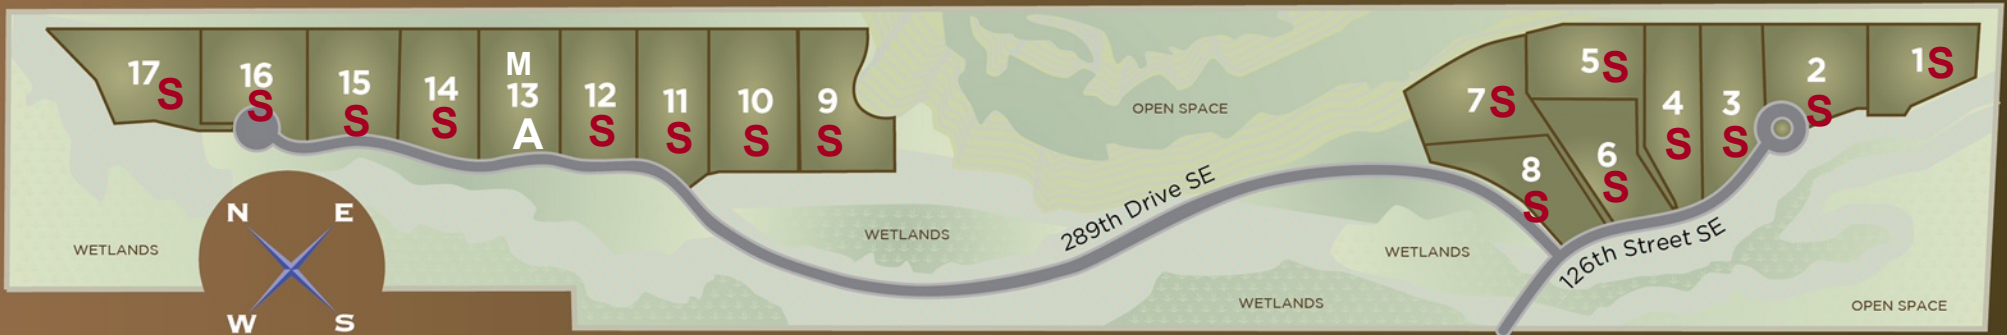 17 S
16
S
15
S
14
S
M
13
A
12
S
11
S
10
S
9
S
OPEN SPACE
7 S
5 S
8
S
6
S
4
S
3
S
2
S
1 S
289th Drive SE
126th Street SE
WETLANDS
WETLANDS
WETLANDS
WETLANDS
OPEN SPACE
N E
W S